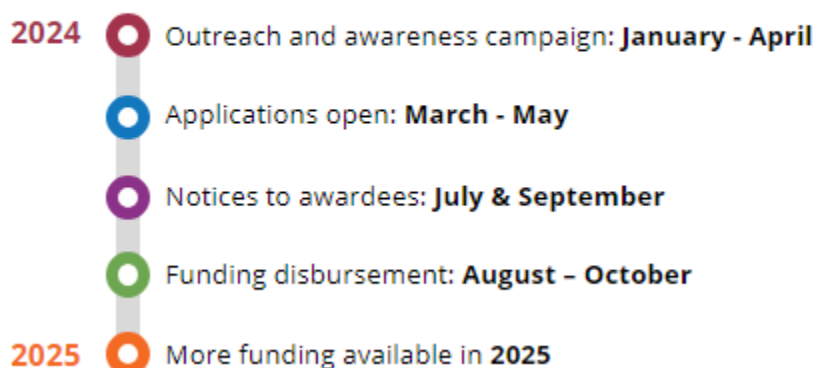 2024 Outreach and awareness campaign: January - April
Applications open: March - May
Notices to awardees: July & September
Funding disbursement: August – October
2025 More funding available in 2025